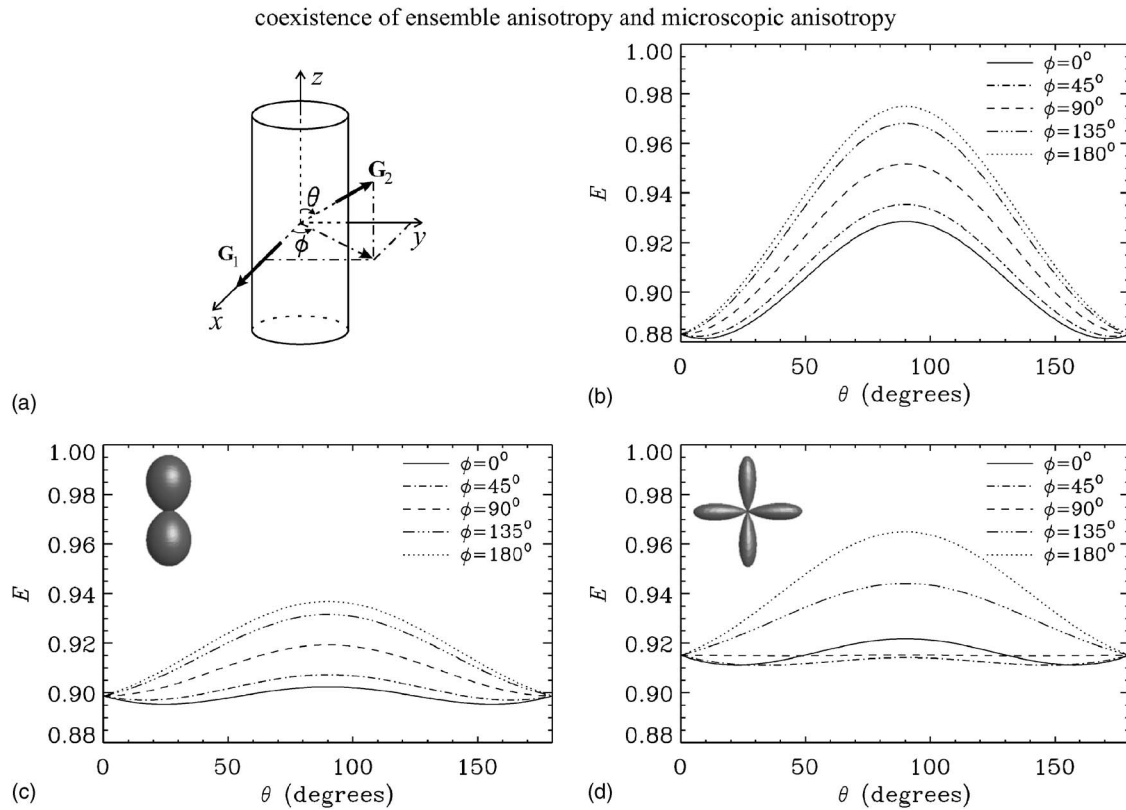 coexistence of ensemble anisotropy and microscopic anisotropy
z
G₂
θ
y
ϕ
G₁
x
(a)
1.00
0.98
0.96
0.94
0.92
0.90
0.88
E
ϕ=0°
ϕ=45°
ϕ=90°
ϕ=135°
ϕ=180°
0 50 100 150
θ (degrees)
(b)
1.00
0.98
0.96
0.94
0.92
0.90
0.88
E
ϕ=0°
ϕ=45°
ϕ=90°
ϕ=135°
ϕ=180°
0 50 100 150
θ (degrees)
(c)
1.00
0.98
0.96
0.94
0.92
0.90
0.88
E
ϕ=0°
ϕ=45°
ϕ=90°
ϕ=135°
ϕ=180°
0 50 100 150
θ (degrees)
(d)